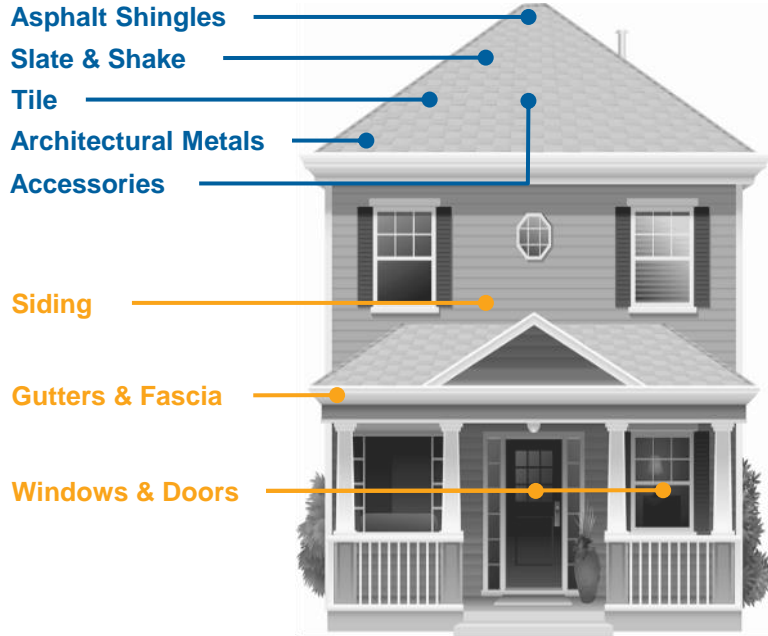 Asphalt Shingles
Slate & Shake
Tile
Architectural Metals
Accessories
Siding
Gutters & Fascia
Windows & Doors